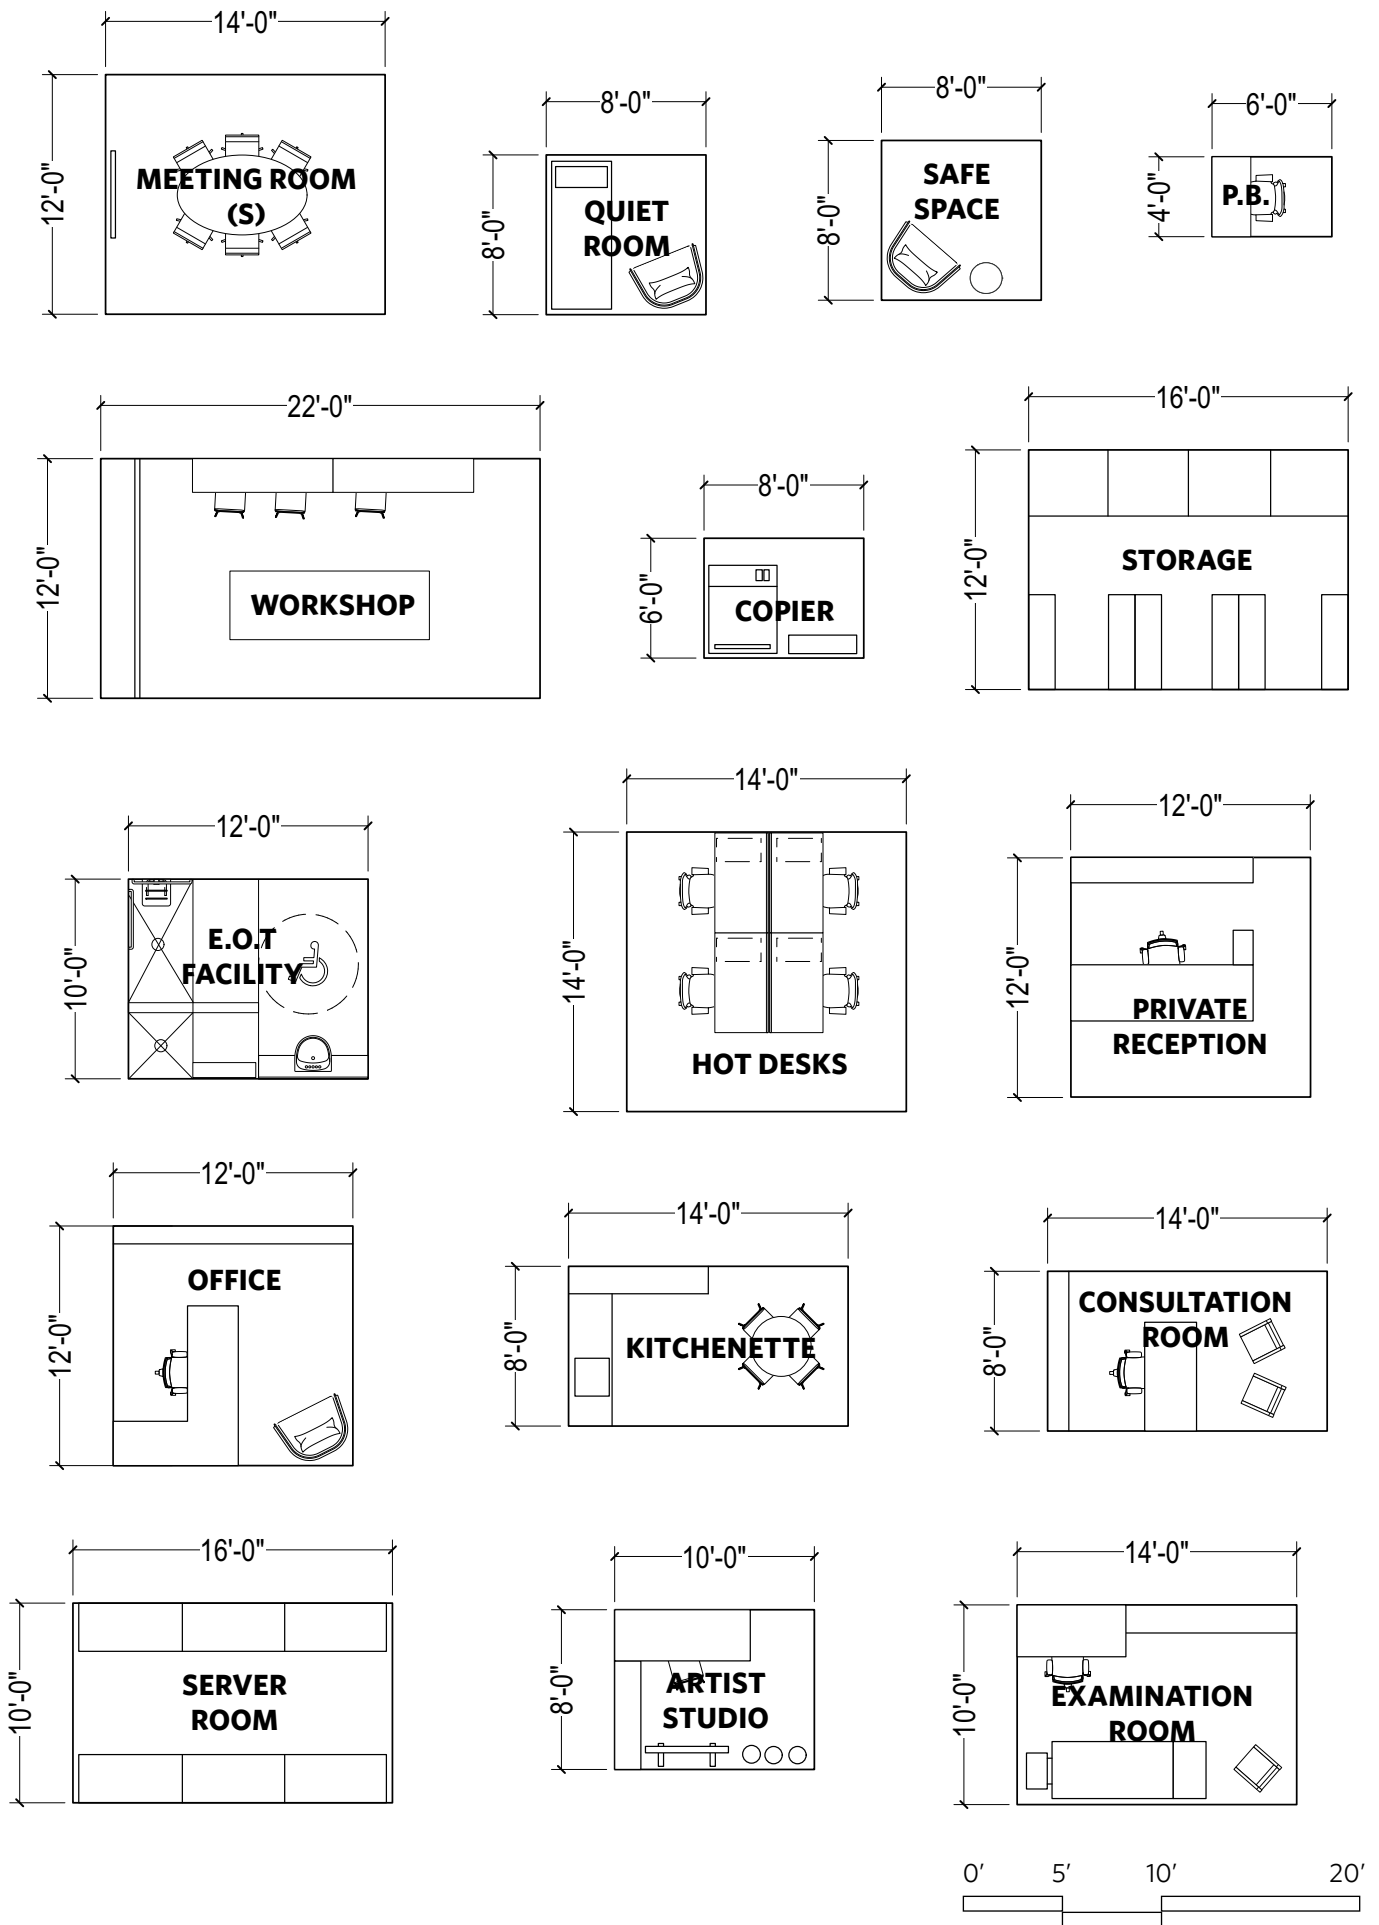 14'-0"
12'-0"
MEETING ROOM
(S)
8'-0"
8'-0"
QUIET
ROOM
8'-0"
8'-0"
SAFE
SPACE
6'-0"
4'-0"
P.B.
22'-0"
12'-0"
WORKSHOP
8'-0"
6'-0"
COPIER
16'-0"
12'-0"
STORAGE
12'-0"
10'-0"
E.O.T
FACILITY
14'-0"
14'-0"
HOT DESKS
12'-0"
12'-0"
PRIVATE
RECEPTION
12'-0"
12'-0"
OFFICE
14'-0"
8'-0"
KITCHENETTE
14'-0"
8'-0"
CONSULTATION
ROOM
16'-0"
10'-0"
SERVER
ROOM
10'-0"
8'-0"
ARTIST
STUDIO
14'-0"
10'-0"
EXAMINATION
ROOM
0' 5' 10' 20'